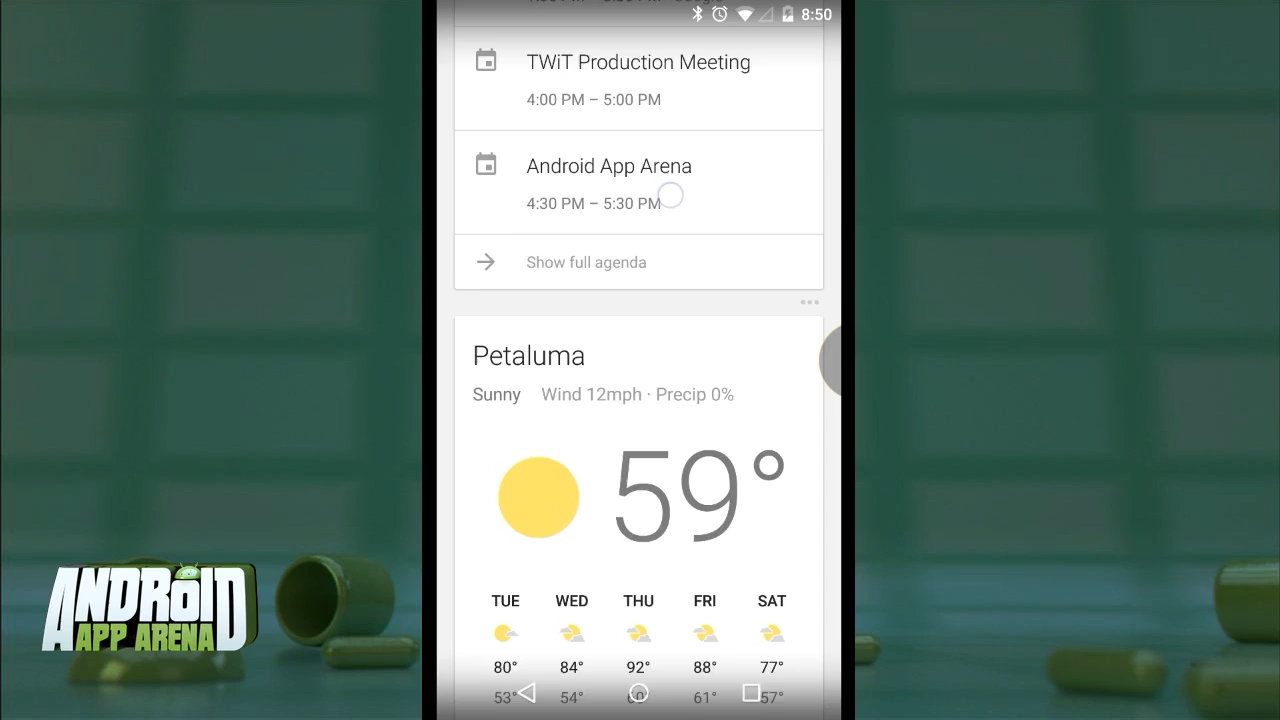 8:50
TWiT Production Meeting
4:00 PM – 5:00 PM
Android App Arena
4:30 PM – 5:30 PM
Show full agenda
Petaluma
Sunny Wind 12mph · Precip 0%
59°
TUE WED THU FRI SAT
80° 84° 92° 88° 77°
53° 54° 60° 61° 57°
ANDROID
APP ARENA